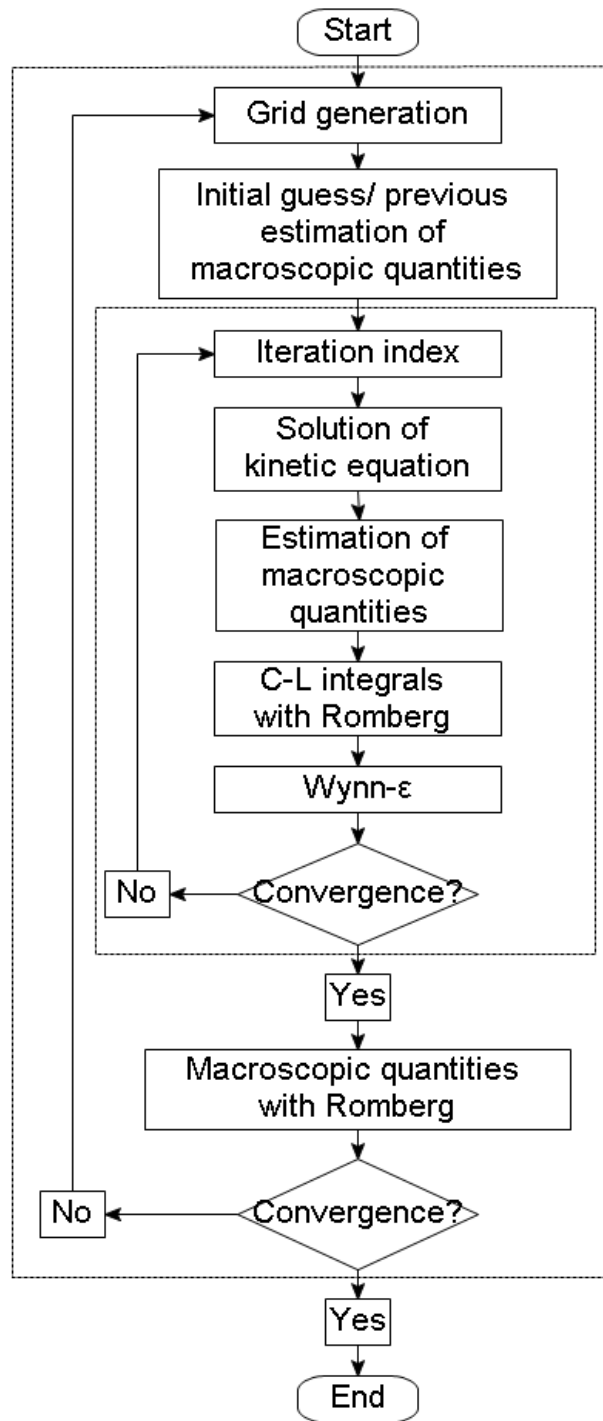 Start
Grid generation
Initial guess/ previous
estimation of
macroscopic quantities
Iteration index
Solution of
kinetic equation
Estimation of
macroscopic
quantities
C-L integrals
with Romberg
Wynn-ε
Convergence?
No
Yes
Macroscopic quantities
with Romberg
Convergence?
No
Yes
End